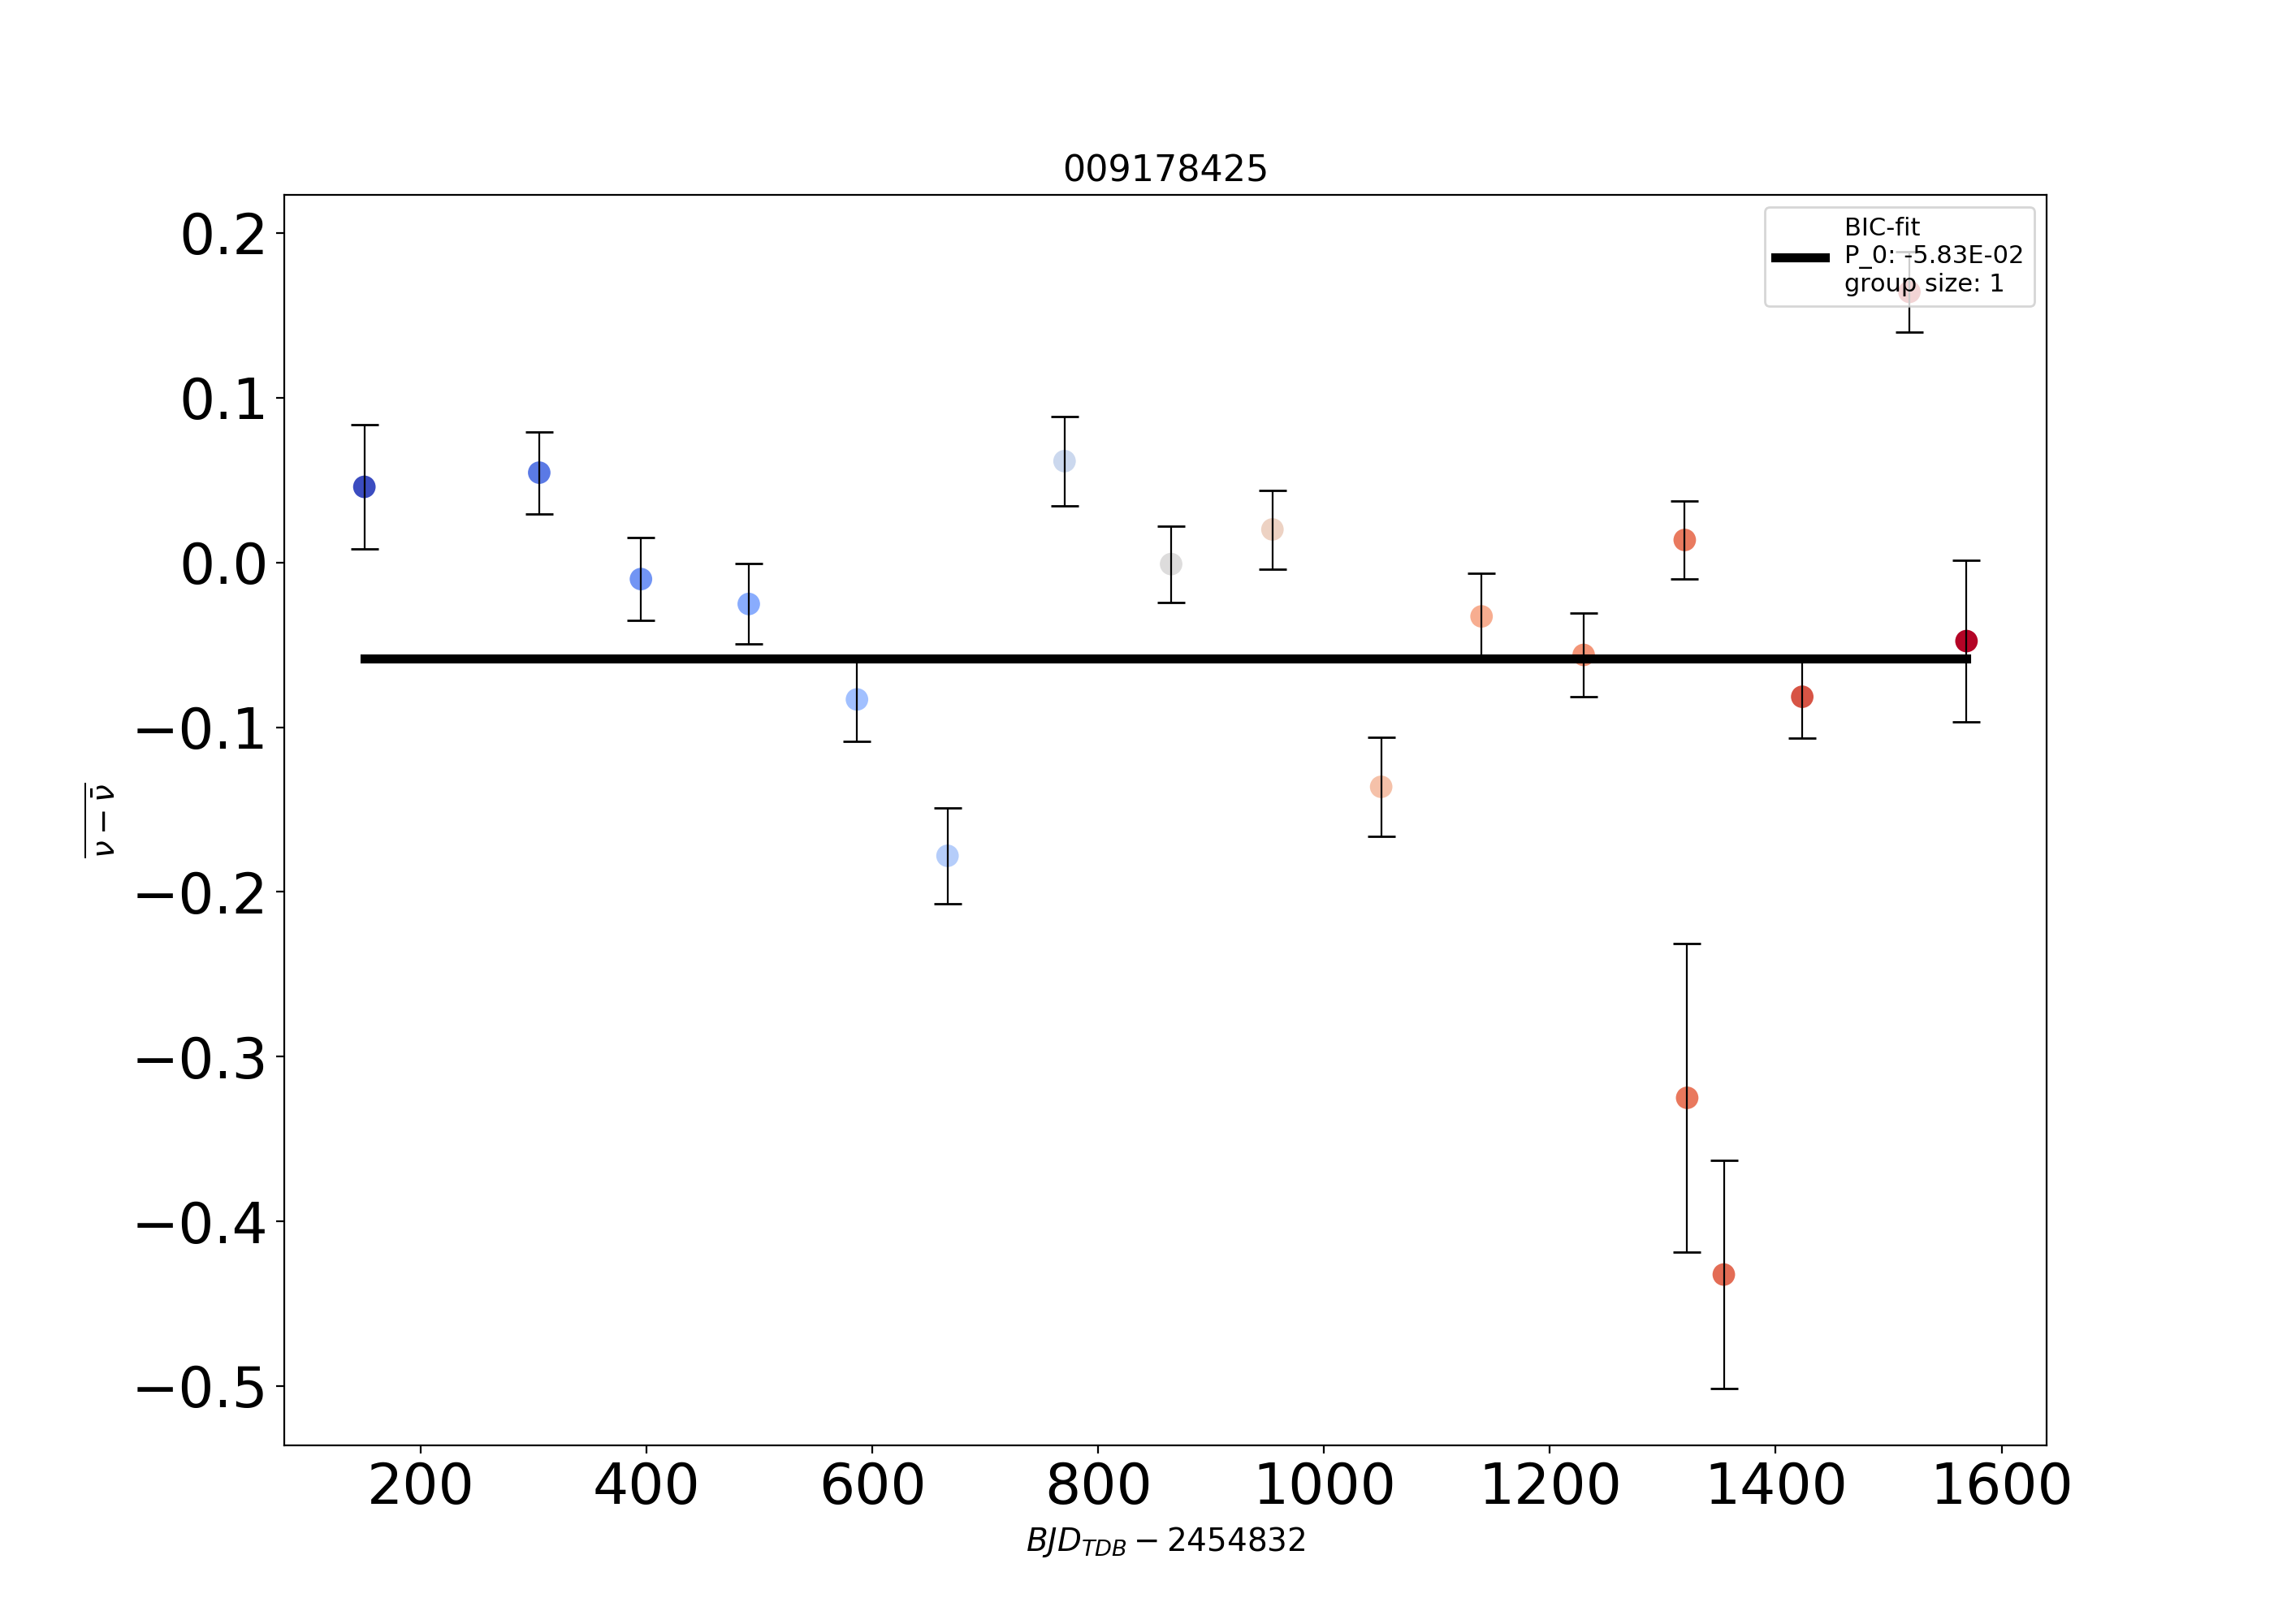 009178425
BIC-fit
P_0: -5.83E-02
group size: 1
0.2
0.1
0.0
−0.1
−0.2
−0.3
−0.4
−0.5
ν − ν̄
200 400 600 800 1000 1200 1400 1600
BJD_TDB − 2454832